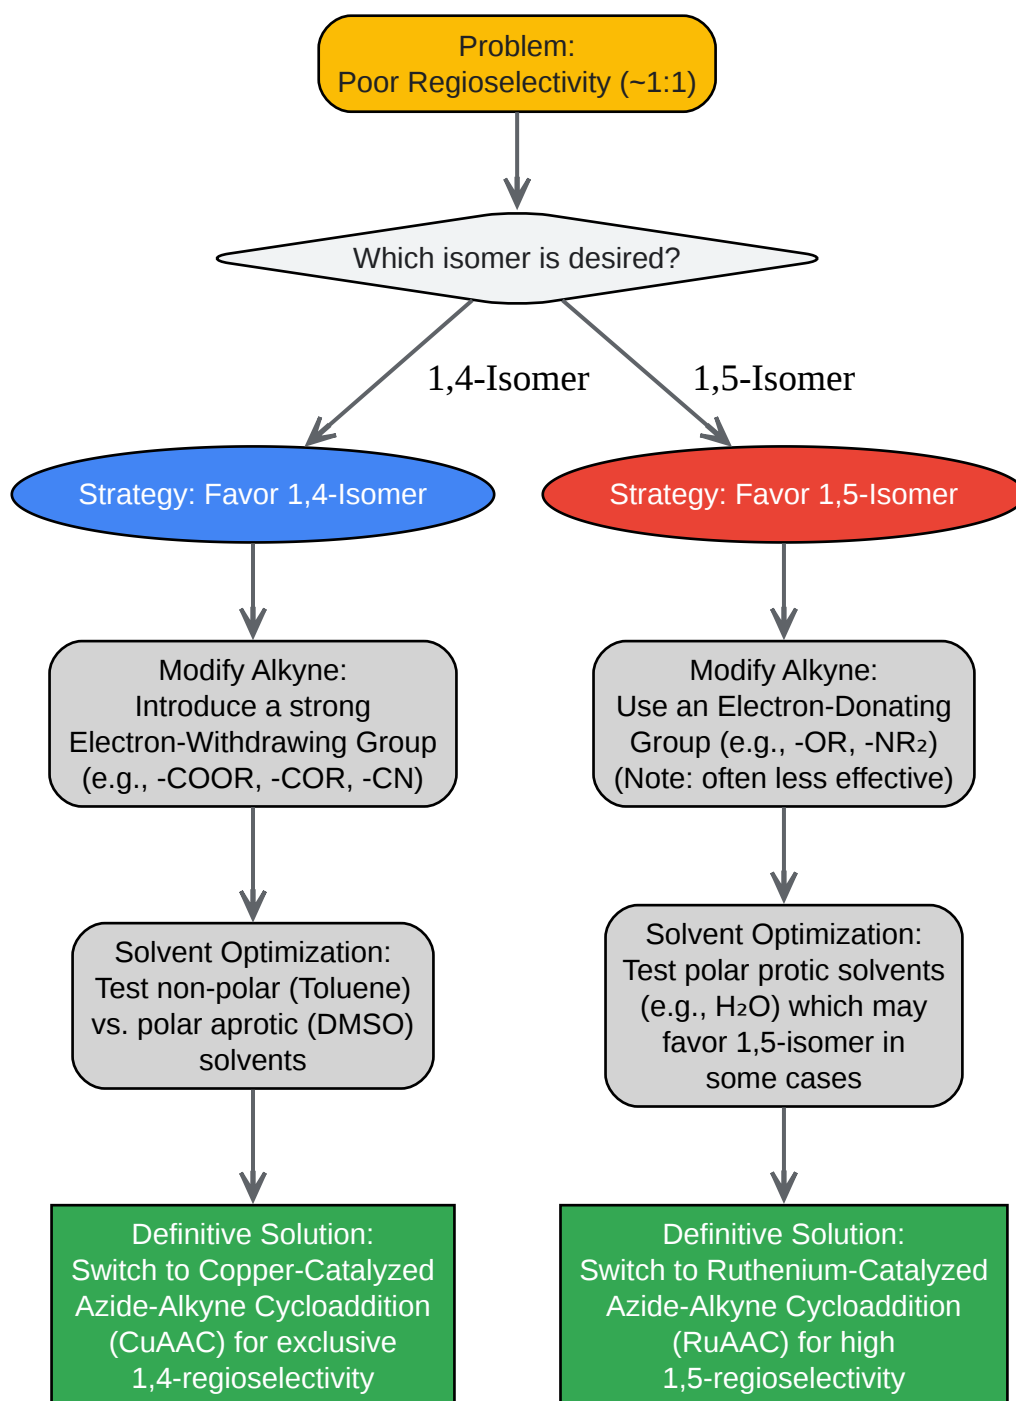 Problem:
Poor Regioselectivity (~1:1)
Which isomer is desired?
1,4-Isomer
1,5-Isomer
Strategy: Favor 1,4-Isomer
Strategy: Favor 1,5-Isomer
Modify Alkyne:
Introduce a strong
Electron-Withdrawing Group
(e.g., -COOR, -COR, -CN)
Modify Alkyne:
Use an Electron-Donating
Group (e.g., -OR, -NR₂)
(Note: often less effective)
Solvent Optimization:
Test non-polar (Toluene)
vs. polar aprotic (DMSO)
solvents
Solvent Optimization:
Test polar protic solvents
(e.g., H₂O) which may
favor 1,5-isomer in
some cases
Definitive Solution:
Switch to Copper-Catalyzed
Azide-Alkyne Cycloaddition
(CuAAC) for exclusive
1,4-regioselectivity
Definitive Solution:
Switch to Ruthenium-Catalyzed
Azide-Alkyne Cycloaddition
(RuAAC) for high
1,5-regioselectivity